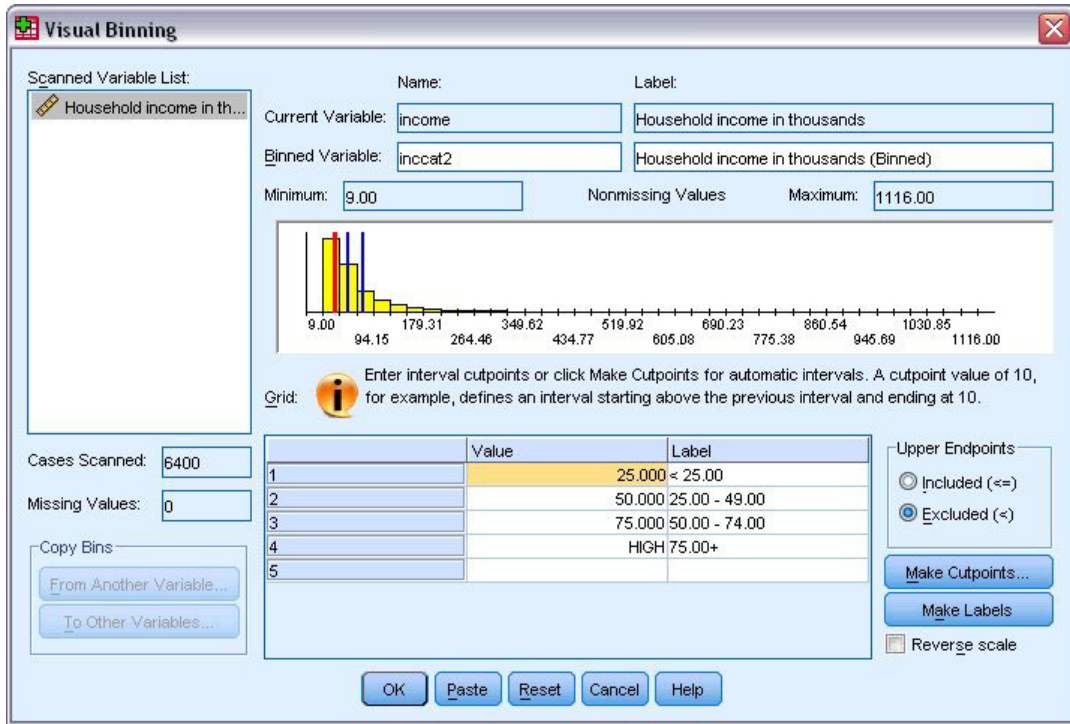 Visual Binning
Scanned Variable List:
Household income in th...
Name: Label:
Current Variable: income Household income in thousands
Binned Variable: inccat2 Household income in thousands (Binned)
Minimum: 9.00 Nonmissing Values Maximum: 1116.00
9.00 179.31 349.62 519.92 690.23 860.54 1030.85
94.15 264.46 434.77 605.08 775.38 945.69 1116.00
Grid: i Enter interval cutpoints or click Make Cutpoints for automatic intervals. A cutpoint value of 10,
for example, defines an interval starting above the previous interval and ending at 10.
Cases Scanned: 6400
Missing Values: 0
Copy Bins
From Another Variable...
To Other Variables...
Value Label
1 25.000 < 25.00
2 50.000 25.00 - 49.00
3 75.000 50.00 - 74.00
4 HIGH 75.00+
5
Upper Endpoints
Included (<=)
Excluded (<)
Make Cutpoints...
Make Labels
Reverse scale
OK Paste Reset Cancel Help